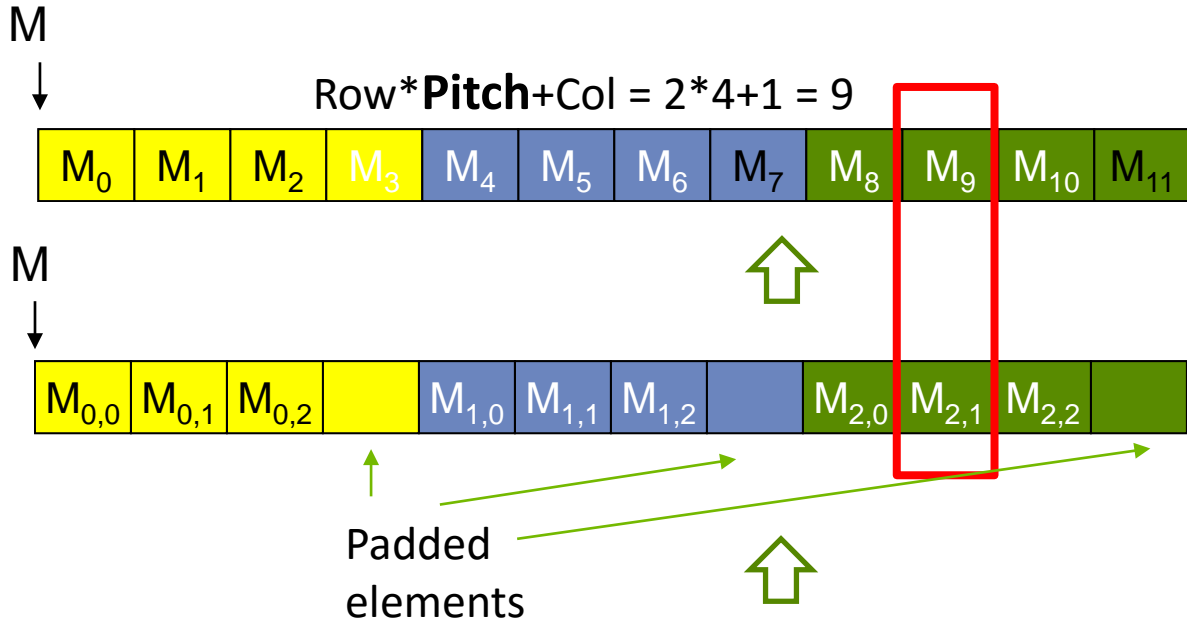 M
Row*Pitch+Col = 2*4+1 = 9
M0 M1 M2 M3 M4 M5 M6 M7 M8 M9 M10 M11
M
M0,0 M0,1 M0,2 M1,0 M1,1 M1,2 M2,0 M2,1 M2,2
Padded
elements